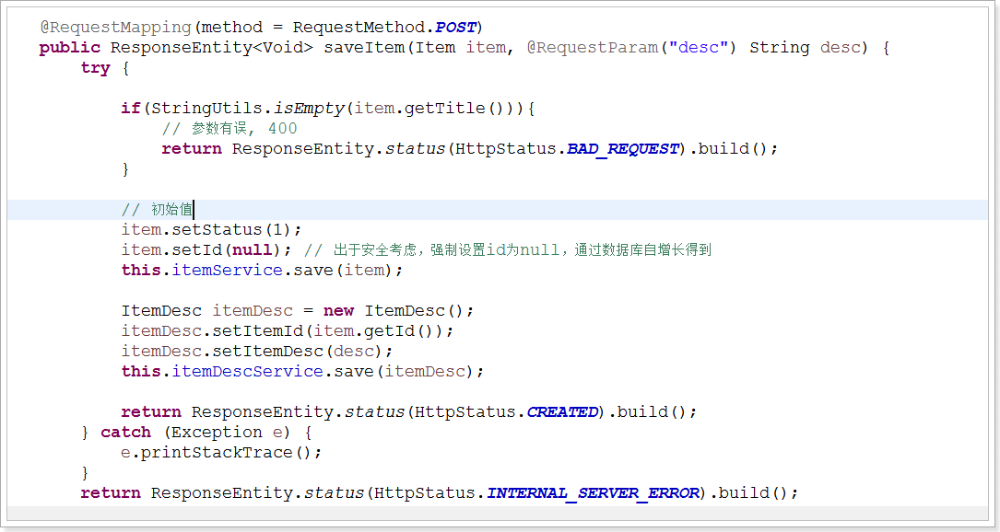 @RequestMapping(method = RequestMethod.POST)
public ResponseEntity<Void> saveItem(Item item, @RequestParam("desc") String desc) {
try {
if(StringUtils.isEmpty(item.getTitle())){
// 参数有误, 400
return ResponseEntity.status(HttpStatus.BAD_REQUEST).build();
}
// 初始值
item.setStatus(1);
item.setId(null); // 出于安全考虑，强制设置id为null，通过数据库自增长得到
this.itemService.save(item);
ItemDesc itemDesc = new ItemDesc();
itemDesc.setItemId(item.getId());
itemDesc.setItemDesc(desc);
this.itemDescService.save(itemDesc);
return ResponseEntity.status(HttpStatus.CREATED).build();
} catch (Exception e) {
e.printStackTrace();
}
return ResponseEntity.status(HttpStatus.INTERNAL_SERVER_ERROR).build();